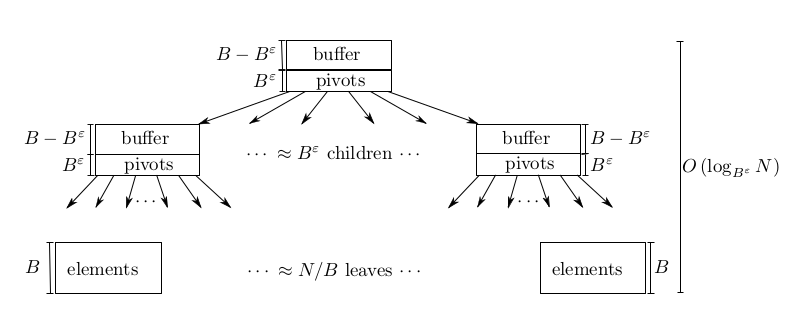 B − B^ε buffer
B^ε pivots
B − B^ε buffer buffer B − B^ε
⋯ ≈ B^ε children ⋯
B^ε pivots pivots B^ε
O (log_{B^ε} N)
⋯ ⋯
B elements ⋯ ≈ N/B leaves ⋯ elements B